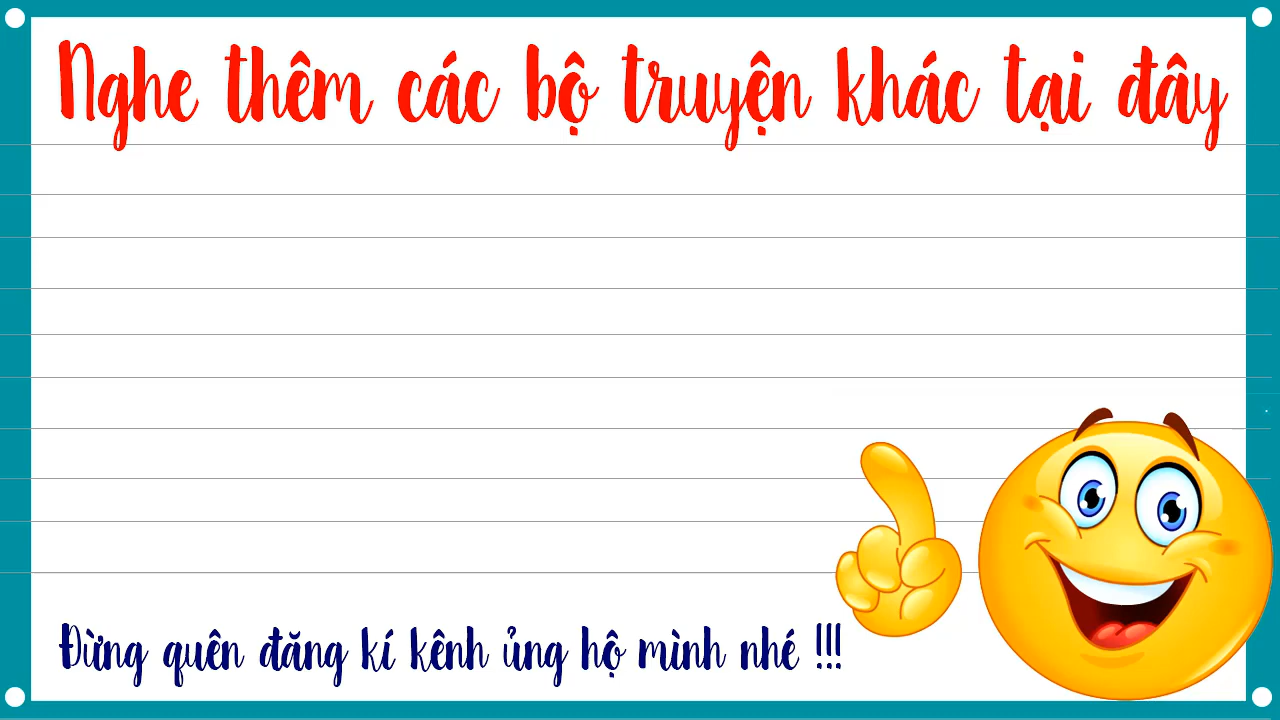 Nghe thêm các bộ truyện khác tại đây
Đừng quên đăng kí kênh ủng hộ mình nhé !!!